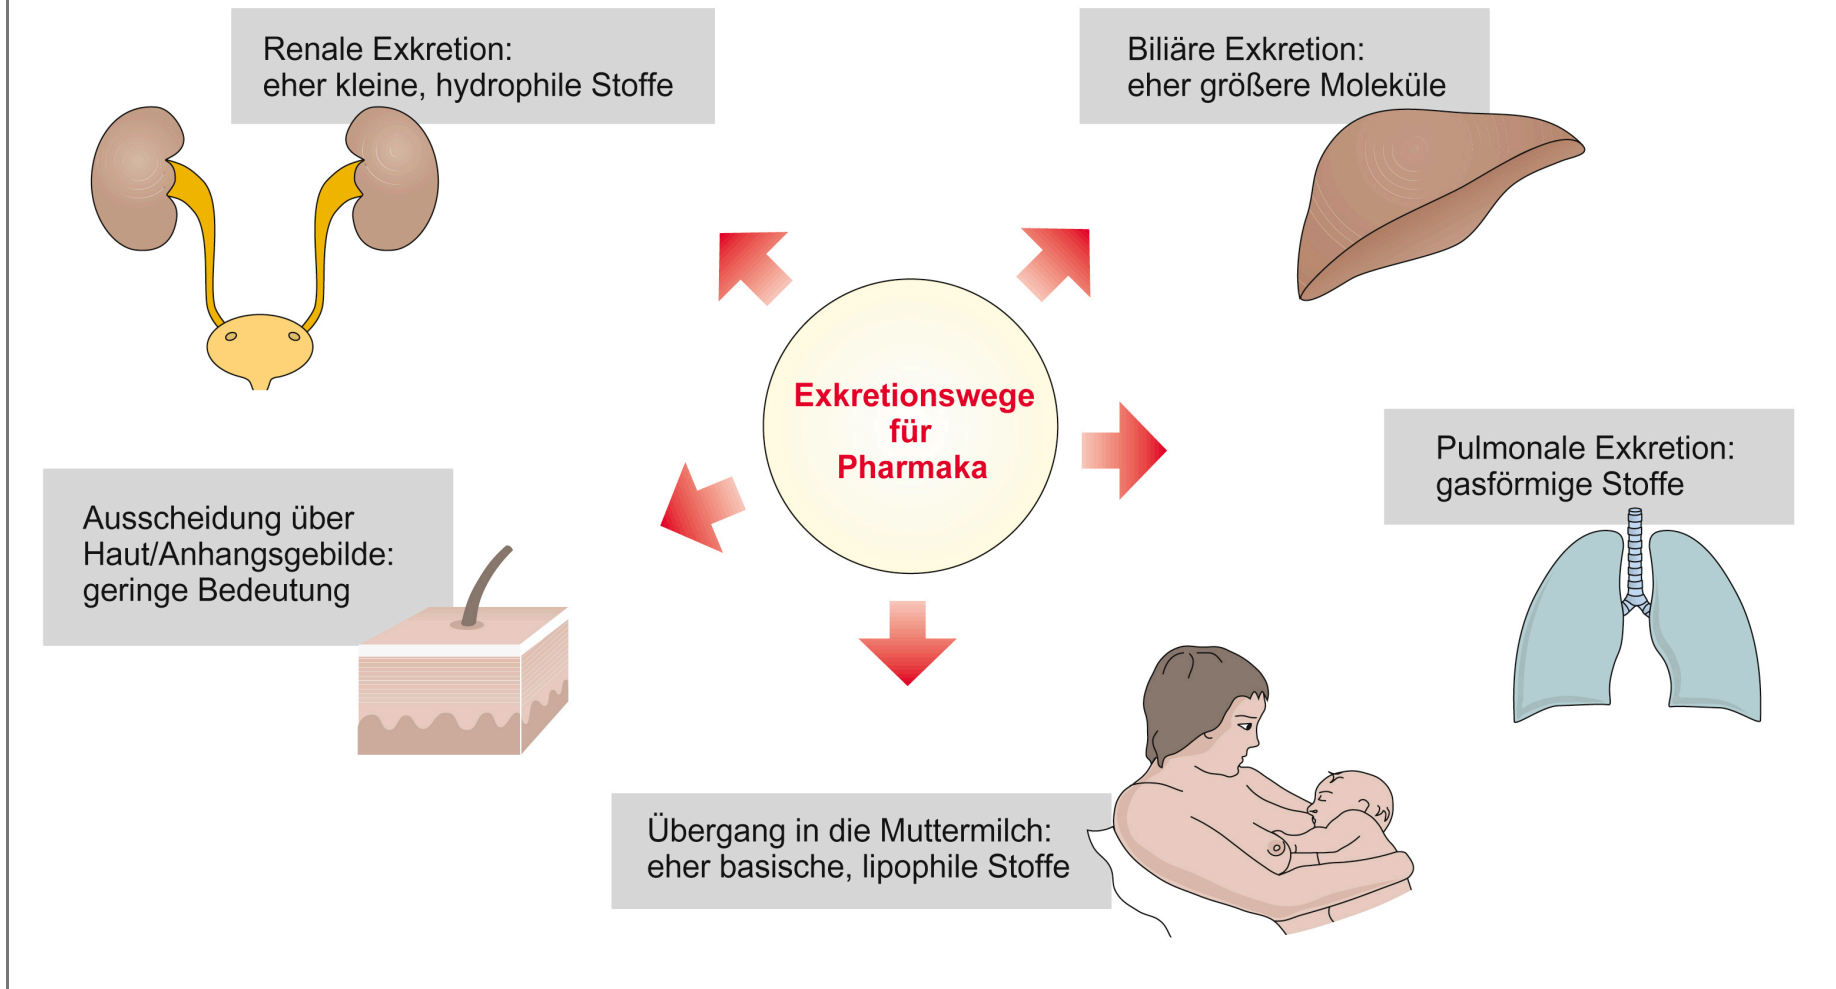 Renale Exkretion:
eher kleine, hydrophile Stoffe
Biliäre Exkretion:
eher größere Moleküle
Exkretionswege
für
Pharmaka
Pulmonale Exkretion:
gasförmige Stoffe
Ausscheidung über
Haut/Anhangsgebilde:
geringe Bedeutung
Übergang in die Muttermilch:
eher basische, lipophile Stoffe